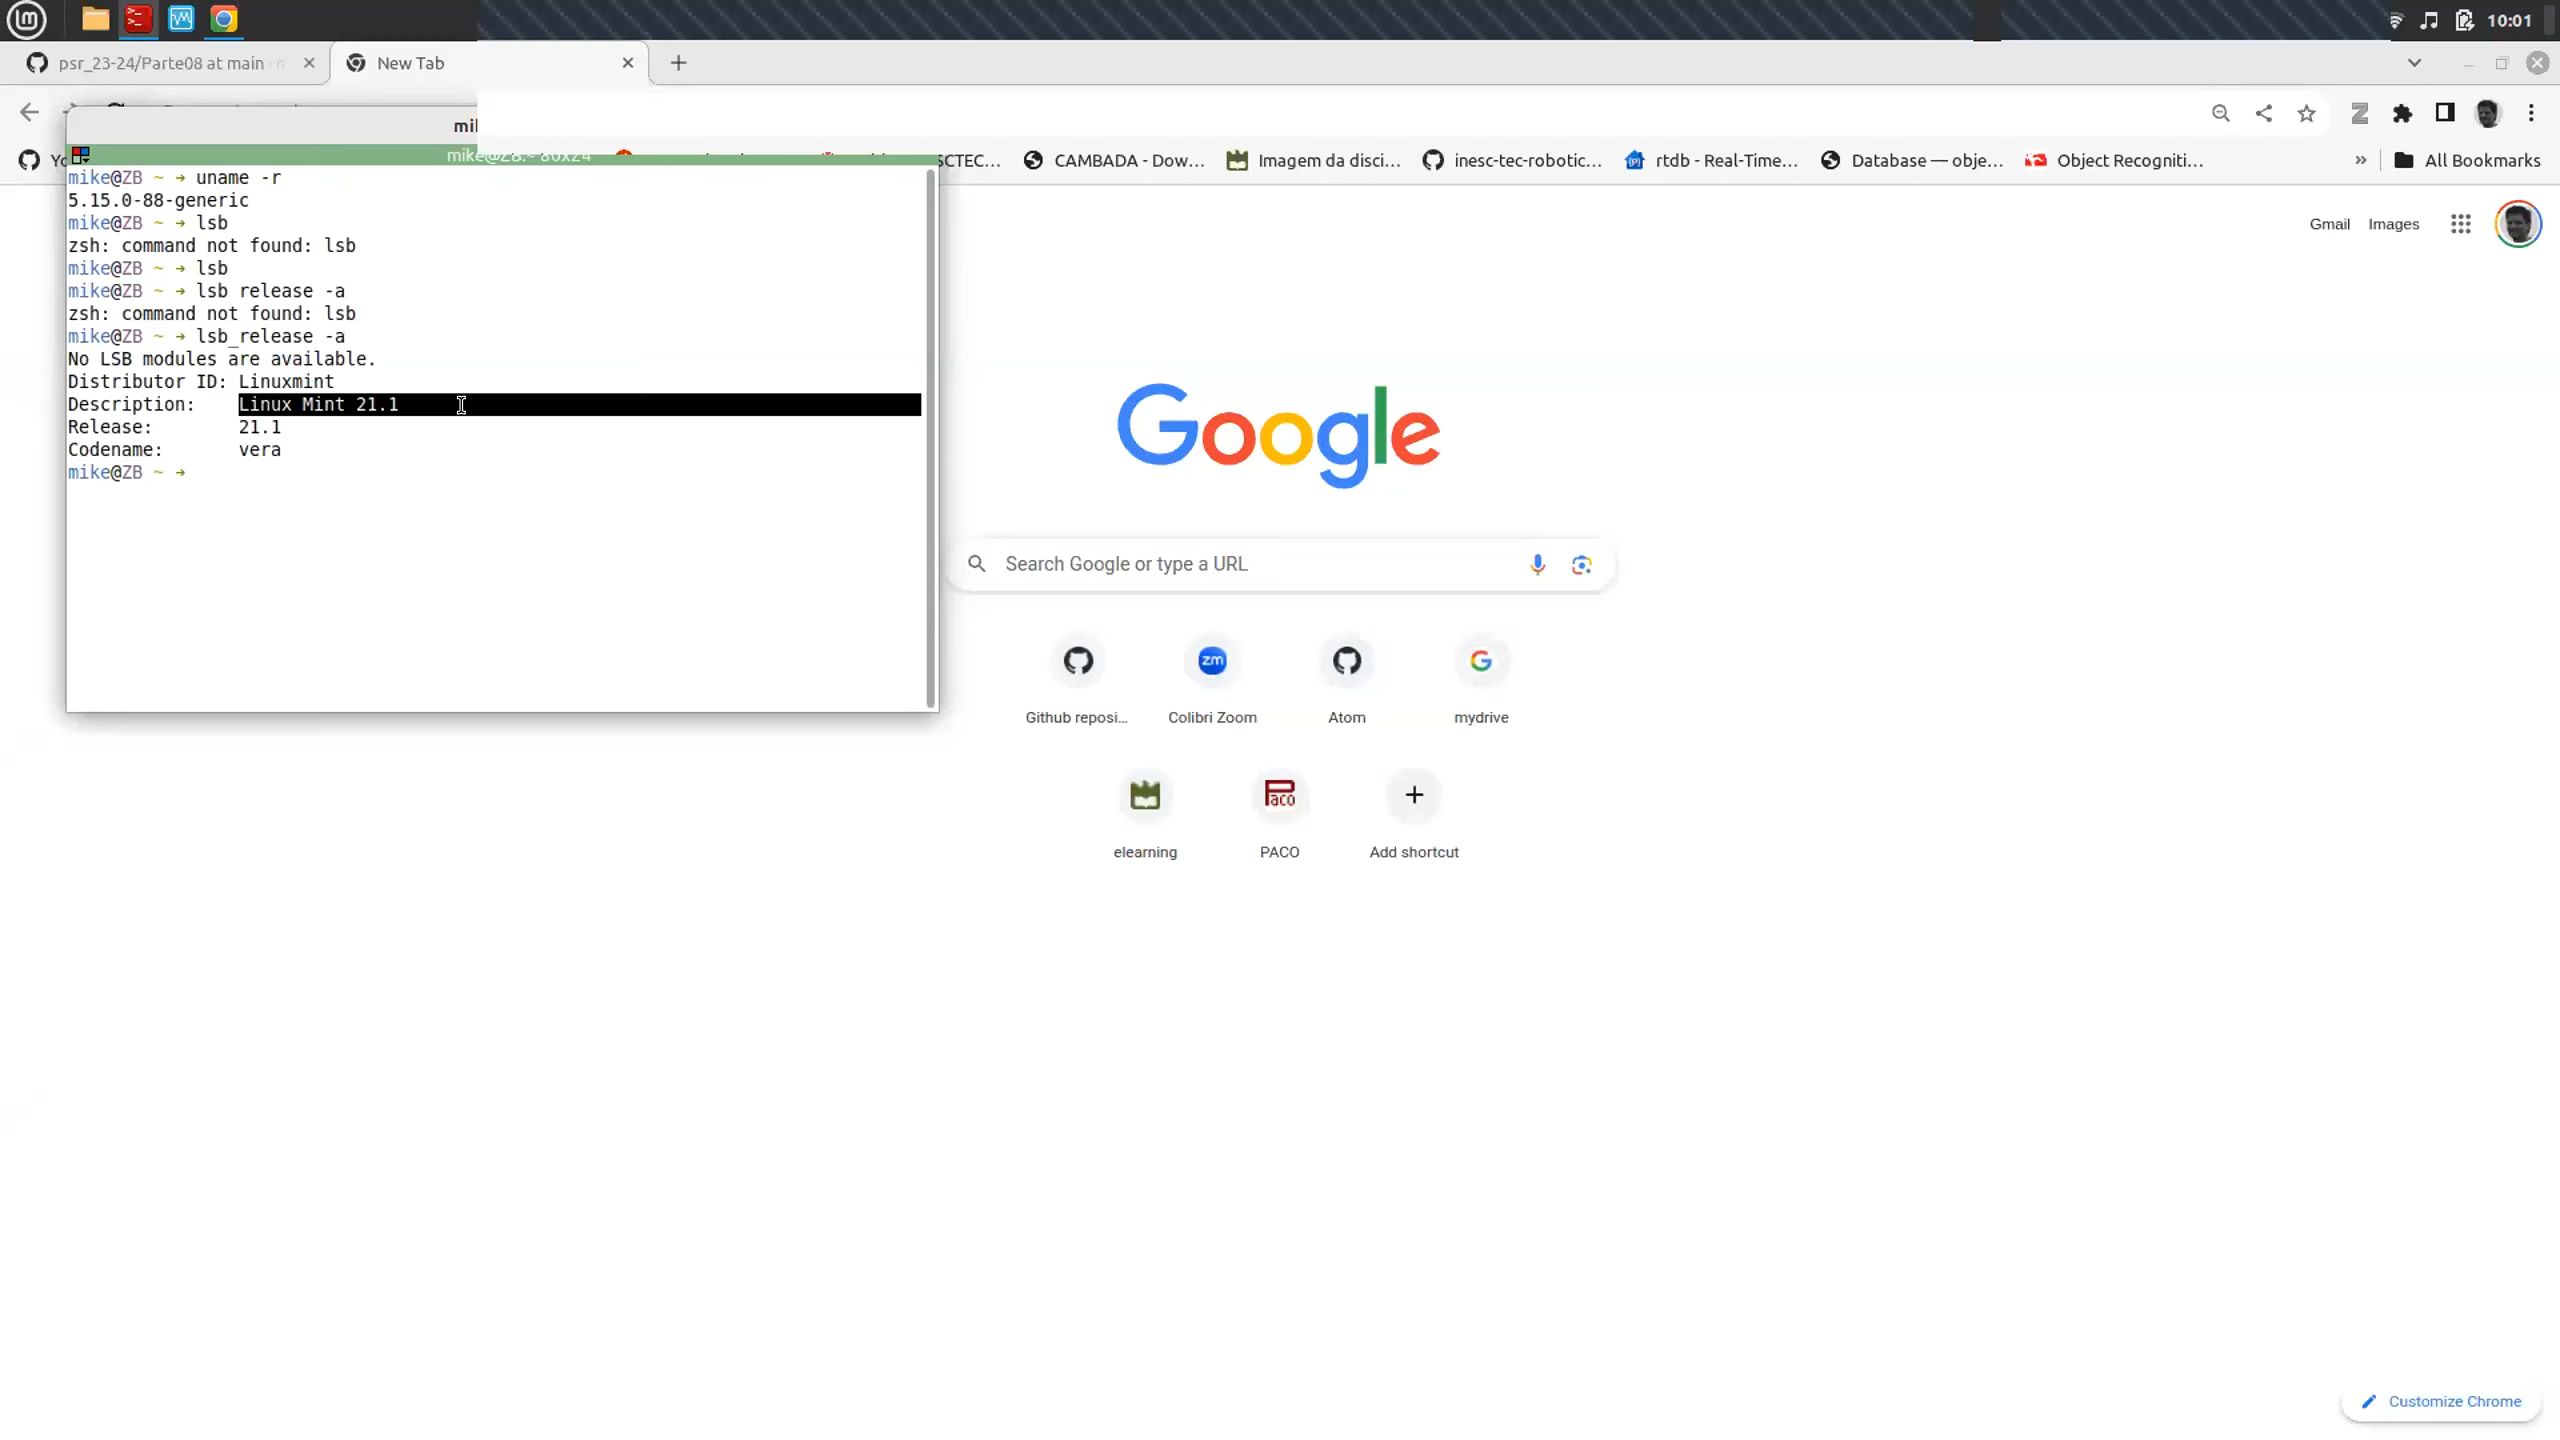 10:01
psr_23-24/Parte08 at main
New Tab
mike@ZB:~ 80x24
CAMBADA - Dow...
Imagem da disci...
inesc-tec-robotic...
rtdb - Real-Time...
Database — obje...
Object Recogniti...
»
All Bookmarks
mike@ZB ~ → uname -r
5.15.0-88-generic
mike@ZB ~ → lsb
zsh: command not found: lsb
mike@ZB ~ → lsb
mike@ZB ~ → lsb release -a
zsh: command not found: lsb
mike@ZB ~ → lsb_release -a
No LSB modules are available.
Distributor ID: Linuxmint
Description: Linux Mint 21.1
Release: 21.1
Codename: vera
mike@ZB ~ →
Gmail Images
Google
Search Google or type a URL
Github reposi...
Colibri Zoom
Atom
mydrive
elearning
PACO
Add shortcut
Customize Chrome